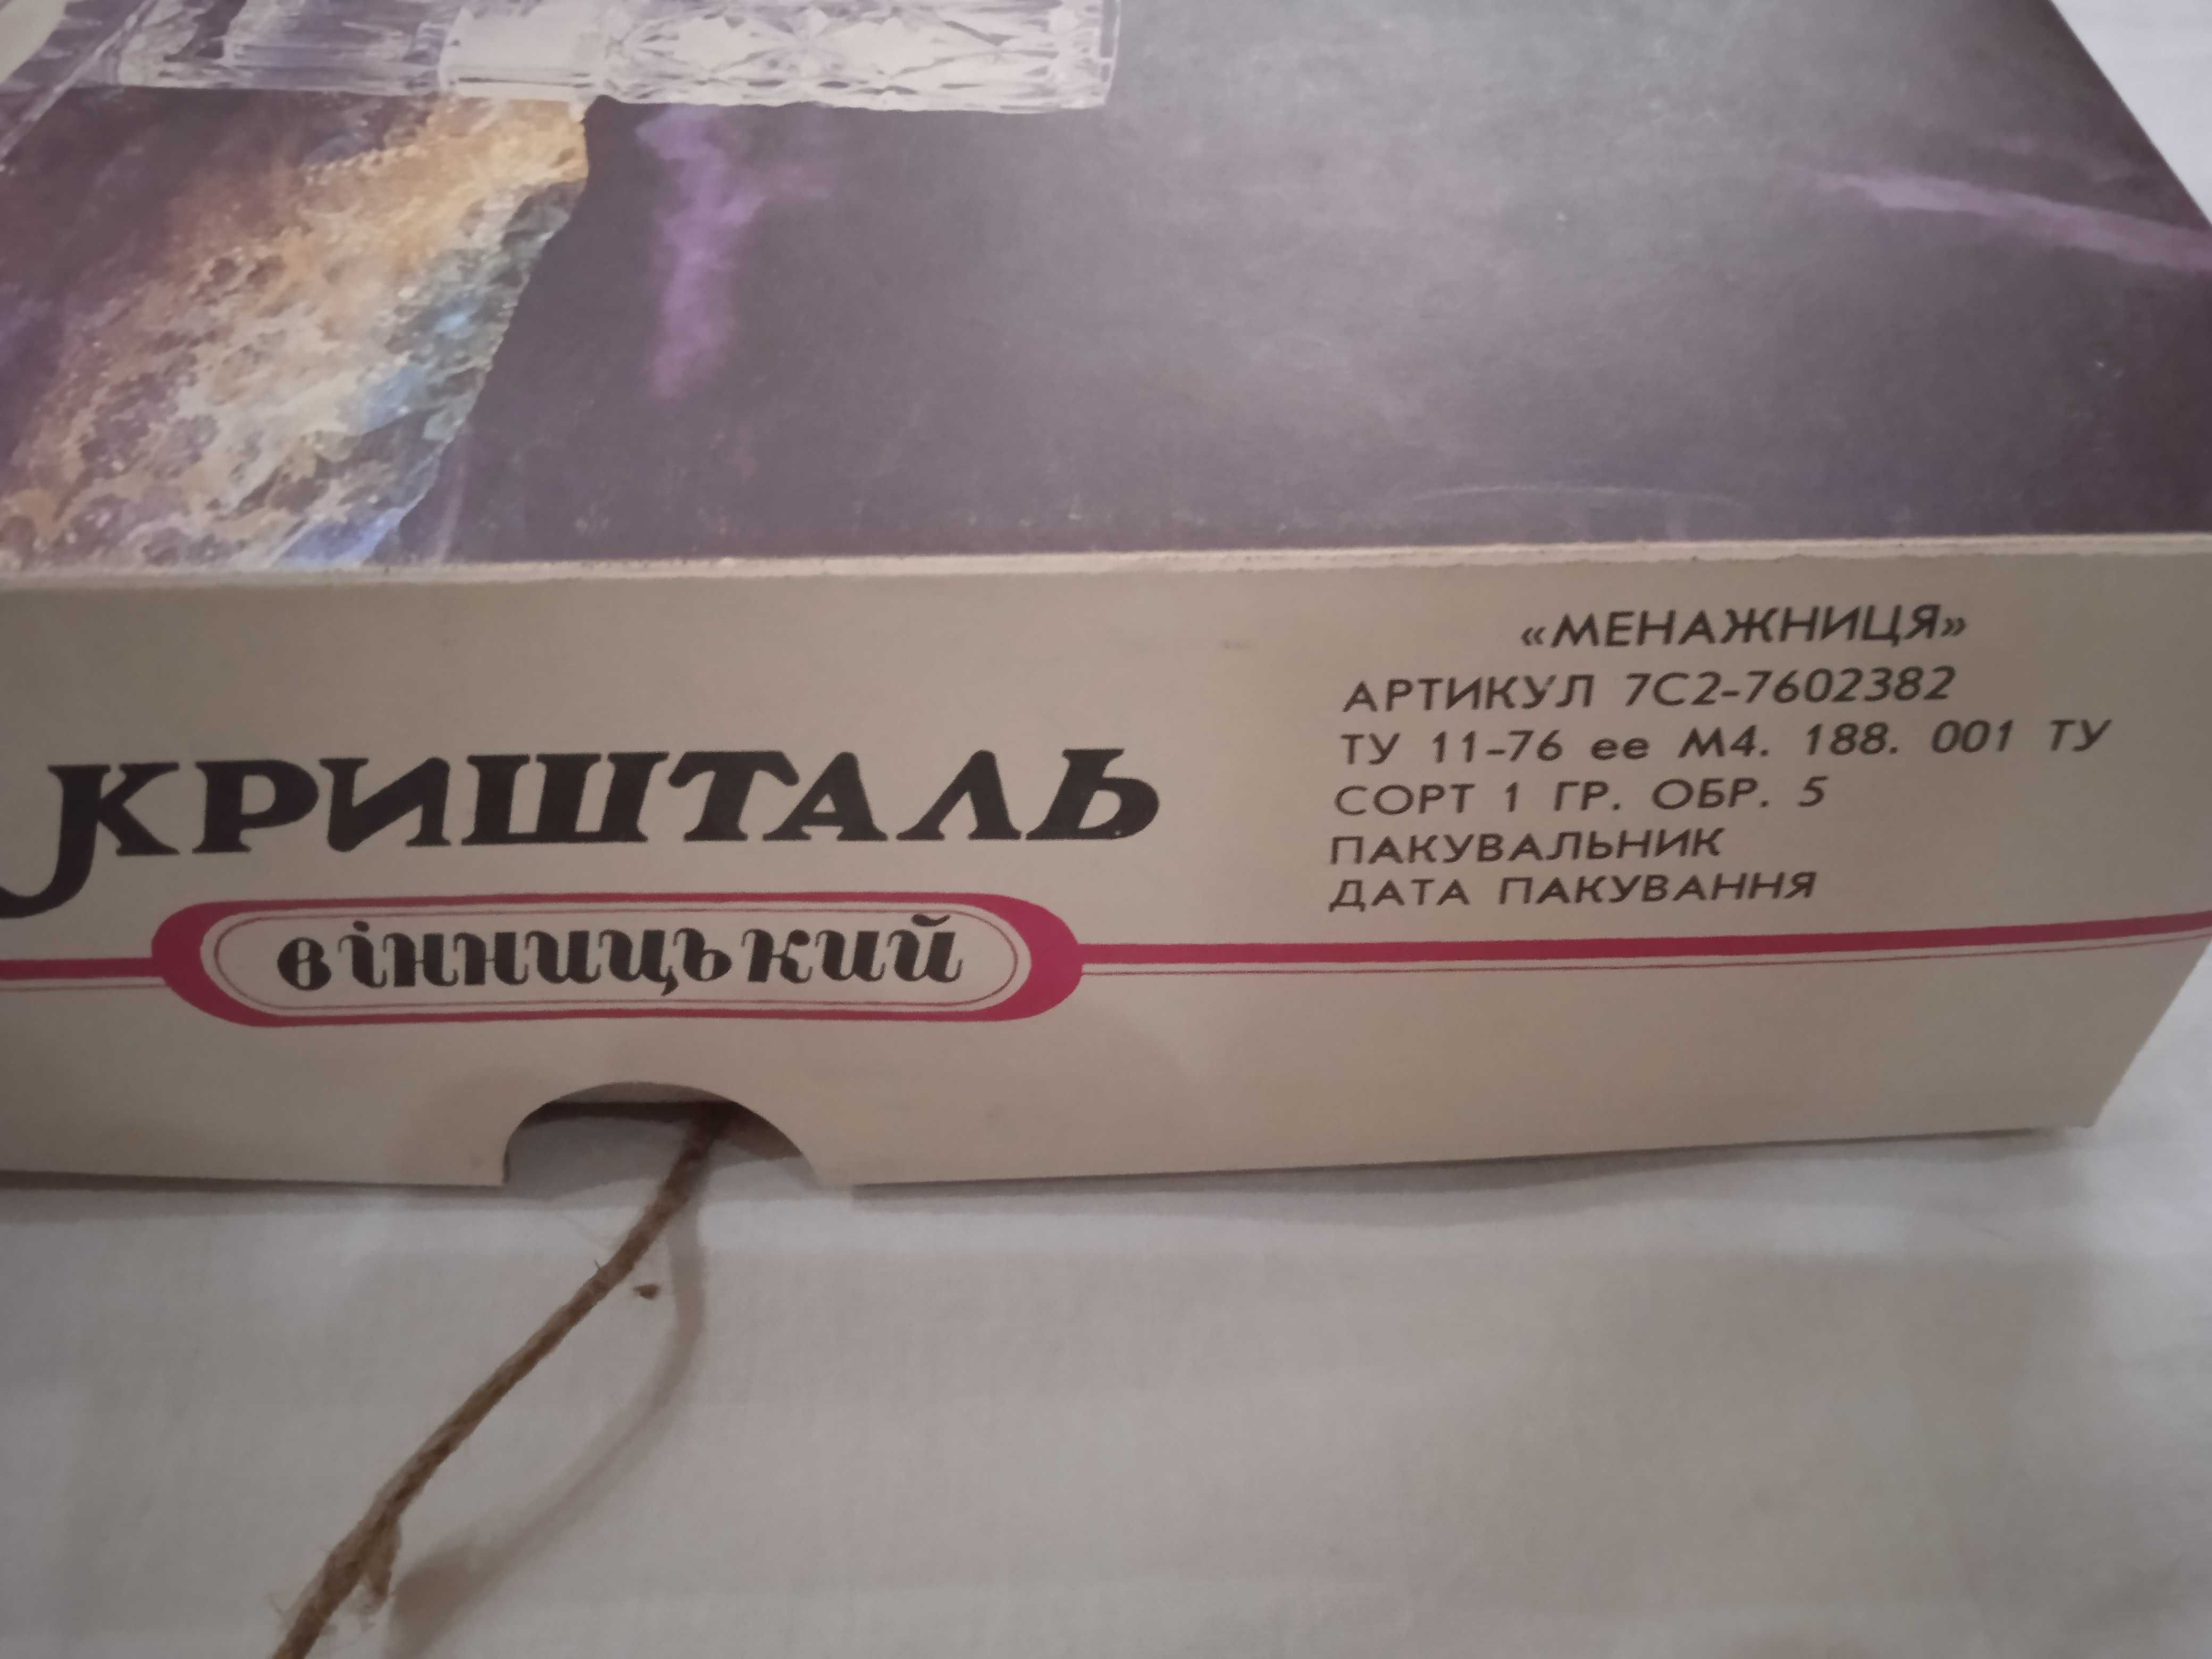 КРИШТАЛЬ
вінницький
«МЕНАЖНИЦЯ»
АРТИКУЛ 7С2-7602382
ТУ 11-76 ее М4. 188. 001 ТУ
СОРТ 1 ГР. ОБР. 5
ПАКУВАЛЬНИК
ДАТА ПАКУВАННЯ